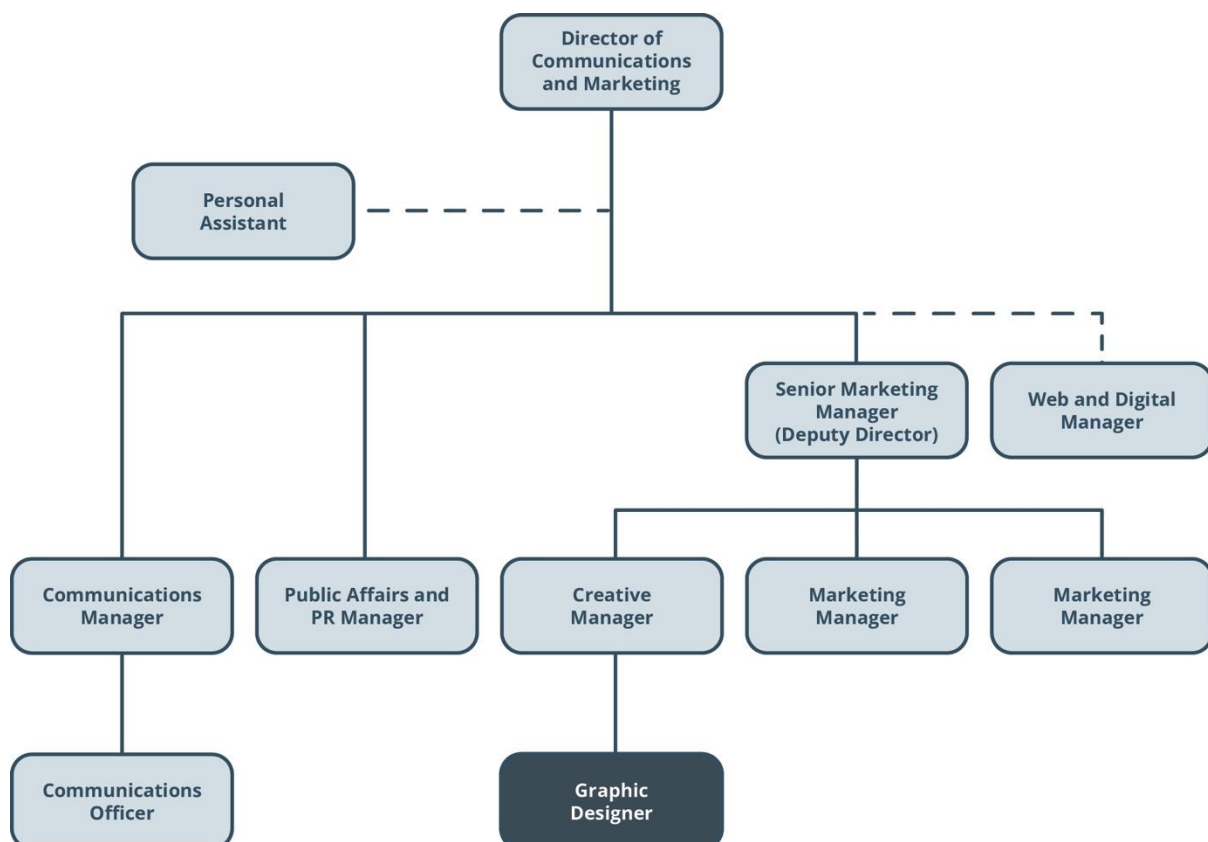 Director of
Communications
and Marketing
Personal
Assistant
Senior Marketing
Manager
(Deputy Director)
Web and Digital
Manager
Communications
Manager
Public Affairs and
PR Manager
Creative
Manager
Marketing
Manager
Marketing
Manager
Communications
Officer
Graphic
Designer